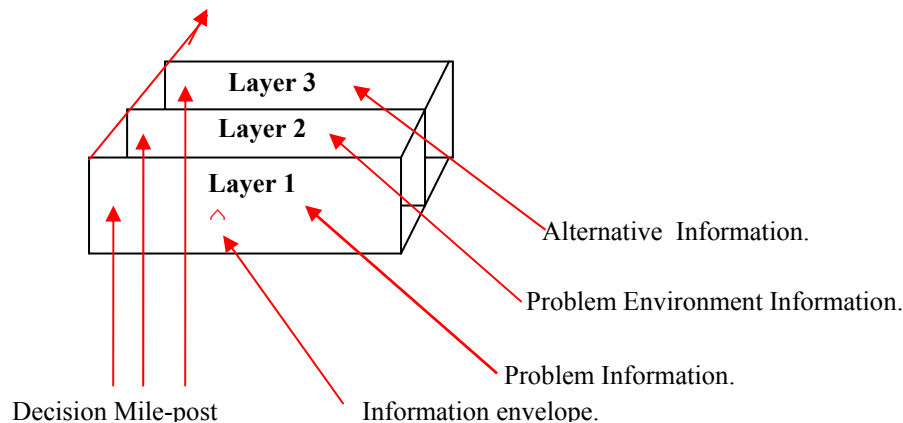 Layer 3
Layer 2
Layer 1
Alternative  Information.
Problem Environment Information.
Problem Information.
Decision Mile-post
Information envelope.